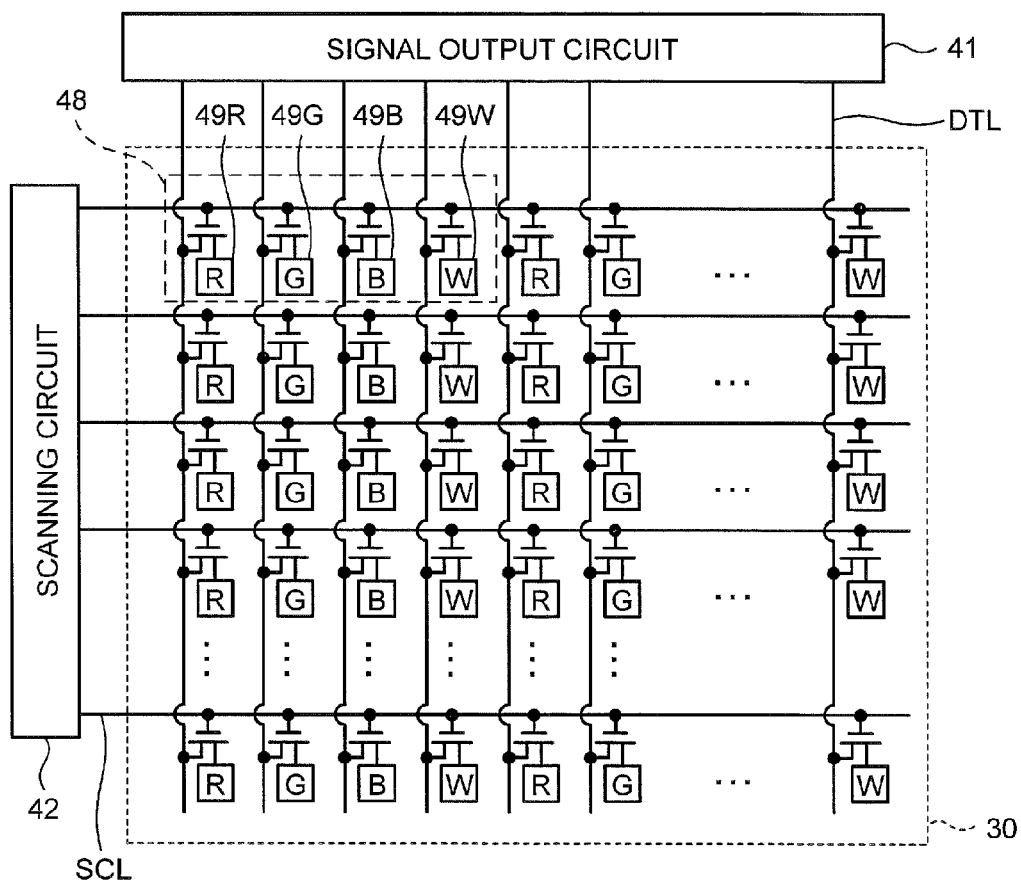 SIGNAL OUTPUT CIRCUIT
41
48
49R 49G 49B 49W
DTL
SCANNING CIRCUIT
R G B W R G ... W
R G B W R G ... W
R G B W R G ... W
R G B W R G ... W
R G B W R G ... W
42
SCL
30